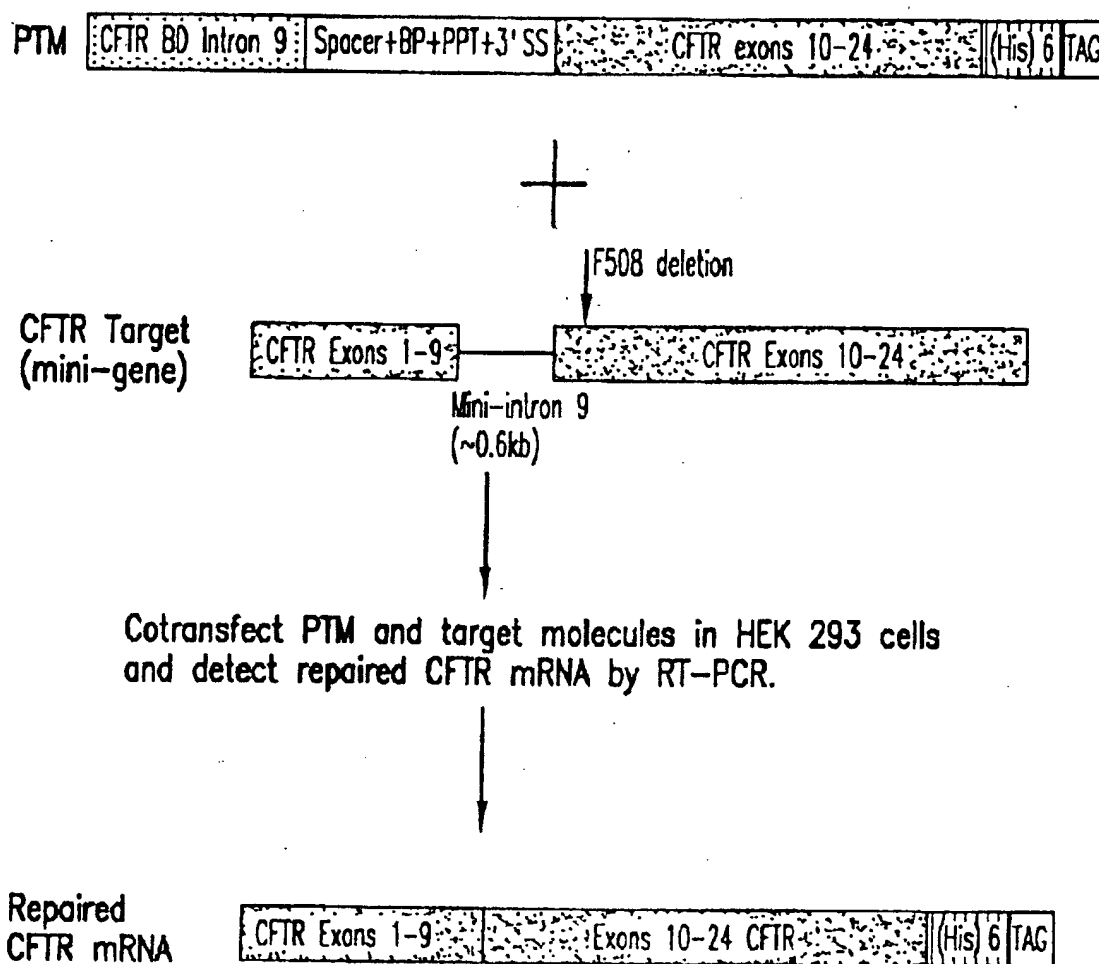 PTM CFTR BD Intron 9 Spacer+BP+PPT+3' SS CFTR exons 10-24 (His) 6 TAG
F508 deletion
CFTR Target
(mini-gene)
CFTR Exons 1-9 CFTR Exons 10-24
Mini-intron 9
(~0.6kb)
Cotransfect PTM and target molecules in HEK 293 cells
and detect repaired CFTR mRNA by RT-PCR.
Repaired
CFTR mRNA
CFTR Exons 1-9 Exons 10-24 CFTR (His) 6 TAG